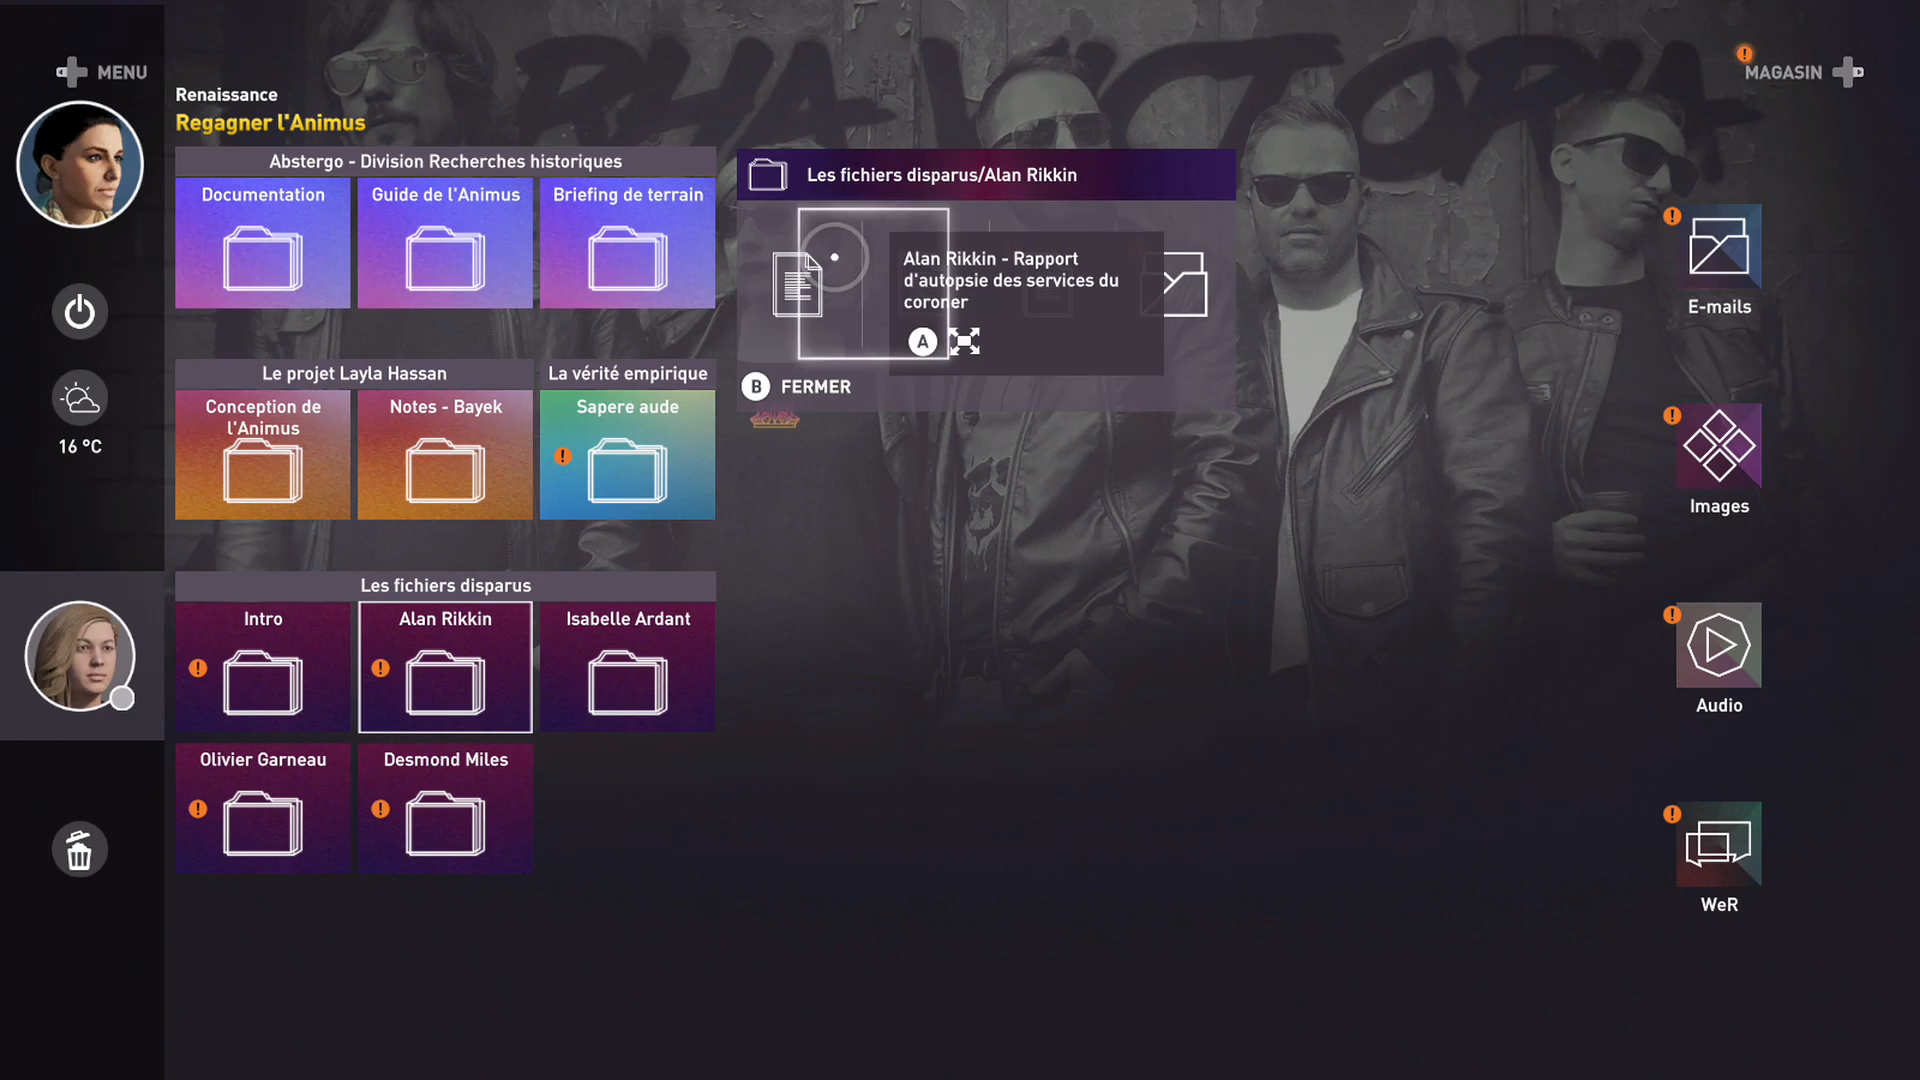 MENU
MAGASIN
Renaissance
Regagner l'Animus
Abstergo - Division Recherches historiques
Documentation
Guide de l'Animus
Briefing de terrain
Le projet Layla Hassan
La vérité empirique
Conception de
l'Animus
Notes - Bayek
Sapere aude
16 °C
Les fichiers disparus
Intro
Alan Rikkin
Isabelle Ardant
Olivier Garneau
Desmond Miles
Les fichiers disparus/Alan Rikkin
Alan Rikkin - Rapport
d'autopsie des services du
coroner
A
B FERMER
E-mails
Images
Audio
WeR